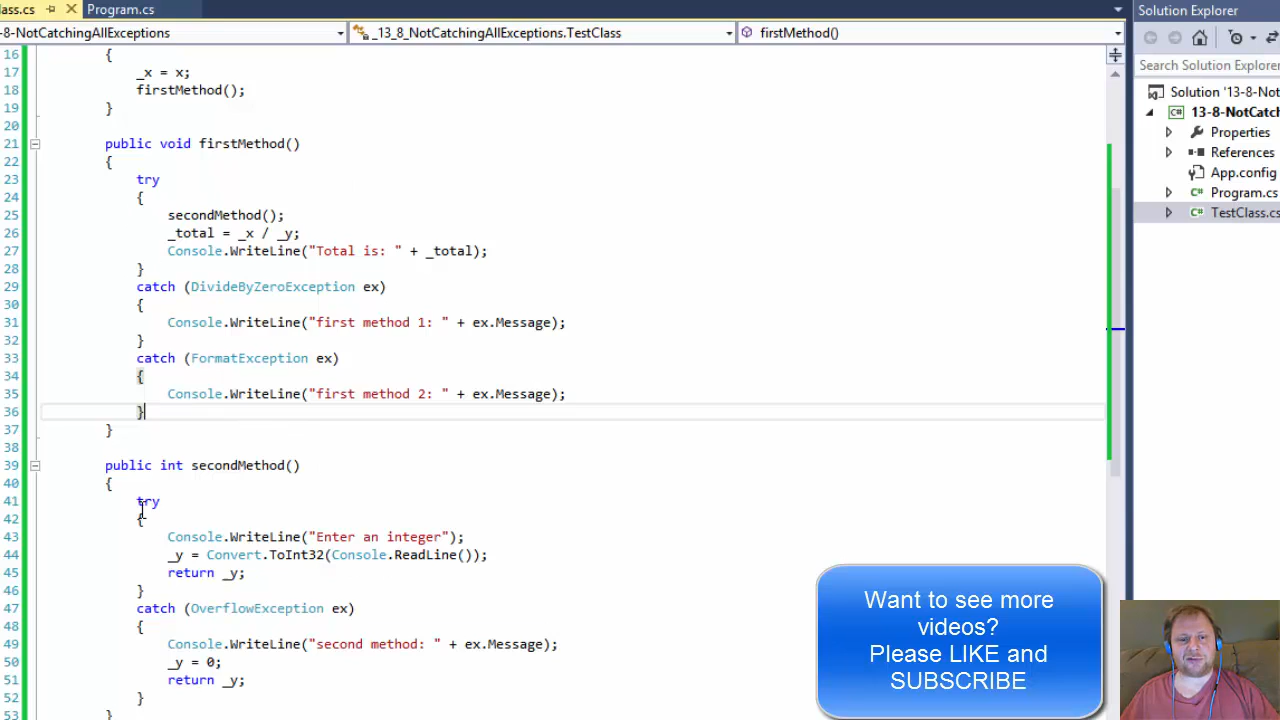 ass.cs Program.cs
Solution Explorer
-8-NotCatchingAllExceptions _13_8_NotCatchingAllExceptions.TestClass firstMethod()
Search Solution Explorer
16 {
17 _x = x;
18 firstMethod();
19 }
20
21 public void firstMethod()
22 {
23 try
24 {
25 secondMethod();
26 _total = _x / _y;
27 Console.WriteLine("Total is: " + _total);
28 }
29 catch (DivideByZeroException ex)
30 {
31 Console.WriteLine("first method 1: " + ex.Message);
32 }
33 catch (FormatException ex)
34 {
35 Console.WriteLine("first method 2: " + ex.Message);
36 }
37 }
38
39 public int secondMethod()
40 {
41 try
42 {
43 Console.WriteLine("Enter an integer");
44 _y = Convert.ToInt32(Console.ReadLine());
45 return _y;
46 }
47 catch (OverflowException ex)
48 {
49 Console.WriteLine("second method: " + ex.Message);
50 _y = 0;
51 return _y;
52 }
53 }
Solution '13-8-Not
C# 13-8-NotCatch
Properties
References
App.config
C# Program.cs
C# TestClass.cs
Want to see more
videos?
Please LIKE and
SUBSCRIBE